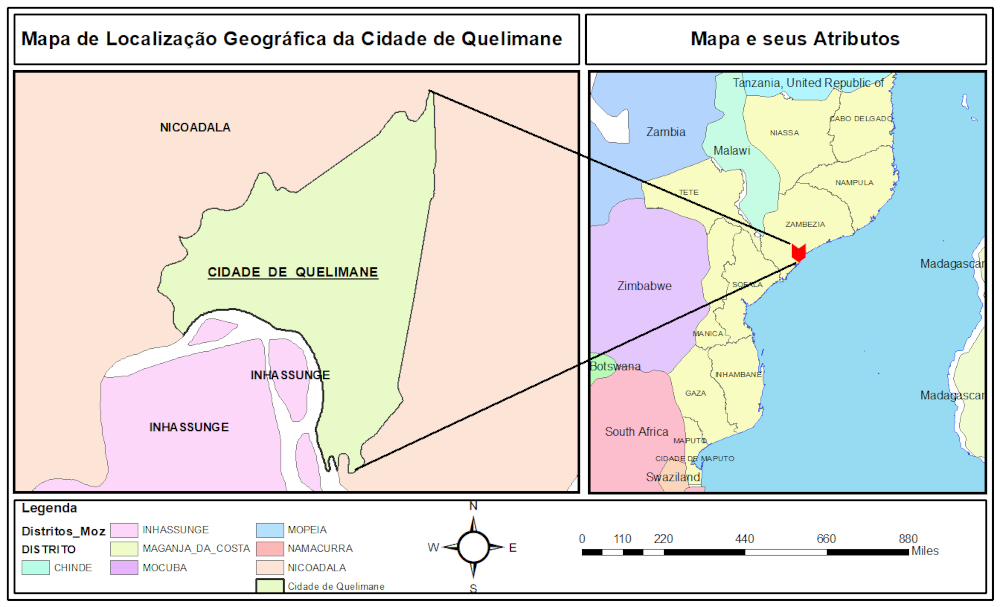 Mapa de Localização Geográfica da Cidade de Quelimane
Mapa e seus Atributos
NICOADALA
CIDADE DE QUELIMANE
INHASSUNGE
INHASSUNGE
Tanzania, United Republic of
Zambia
Malawi
NIASSA
CABO DELGADO
TETE
NAMPULA
ZAMBEZIA
Madagascar
Zimbabwe
SOFALA
MANICA
Botswana
INHAMBANE
GAZA
Madagascar
South Africa
MAPUTO
CIDADE DE MAPUTO
Swaziland
Legenda
Distritos_Moz
DISTRITO
CHINDE
INHASSUNGE
MAGANJA_DA_COSTA
MOCUBA
MOPEIA
NAMACURRA
NICOADALA
Cidade de Quelimane
N
W E
S
0 110 220 440 660 880
Miles